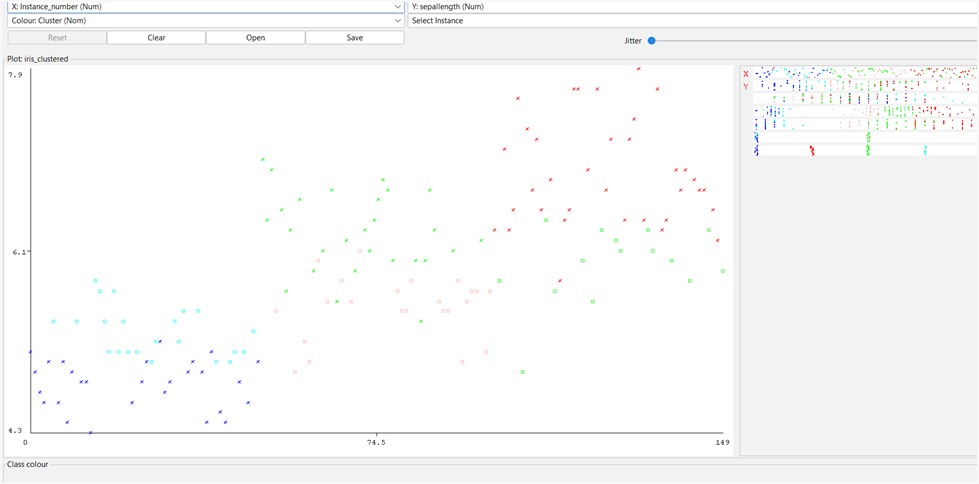 X: Instance_number (Num)
Y: sepallength (Num)
Colour: Cluster (Nom)
Select Instance
Reset
Clear
Open
Save
Jitter
Plot: iris_clustered
7.9
X
Y
6.1
4.3
0
74.5
149
Class colour